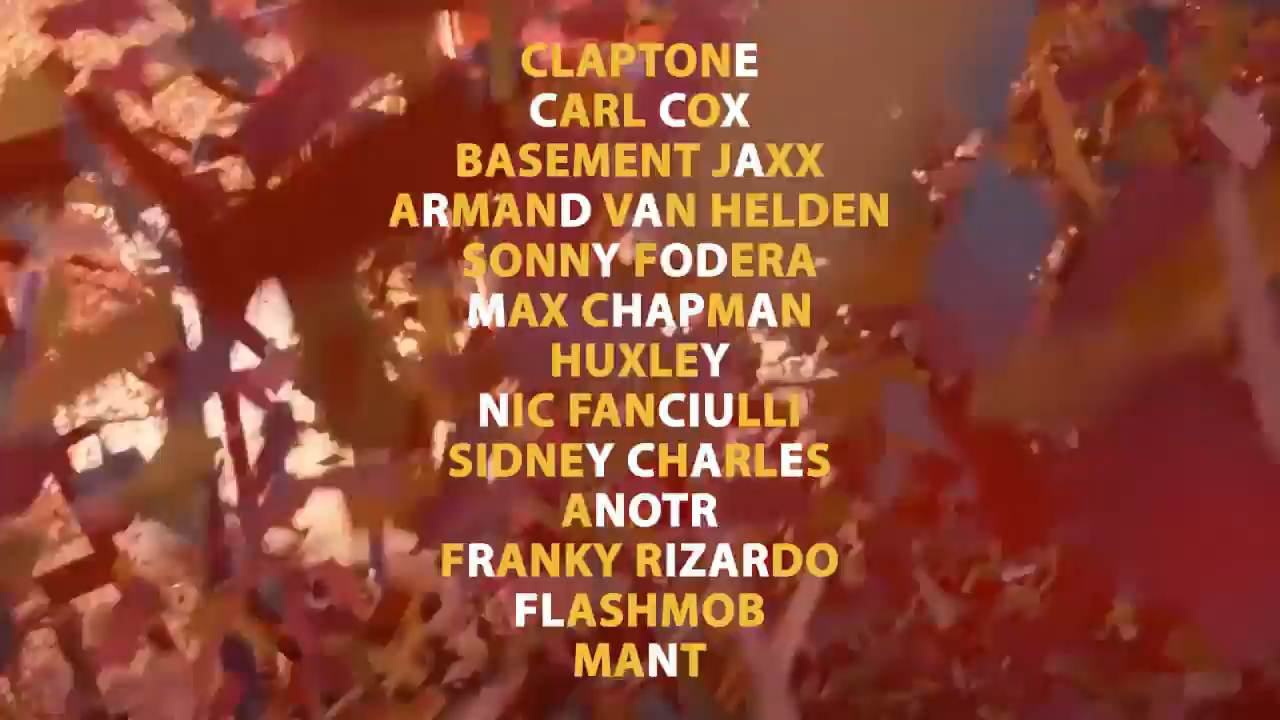 CLAPTONE
CARL COX
BASEMENT JAXX
ARMAND VAN HELDEN
SONNY FODERA
MAX CHAPMAN
HUXLEY
NIC FANCIULLI
SIDNEY CHARLES
ANOTR
FRANKY RIZARDO
FLASHMOB
MANT